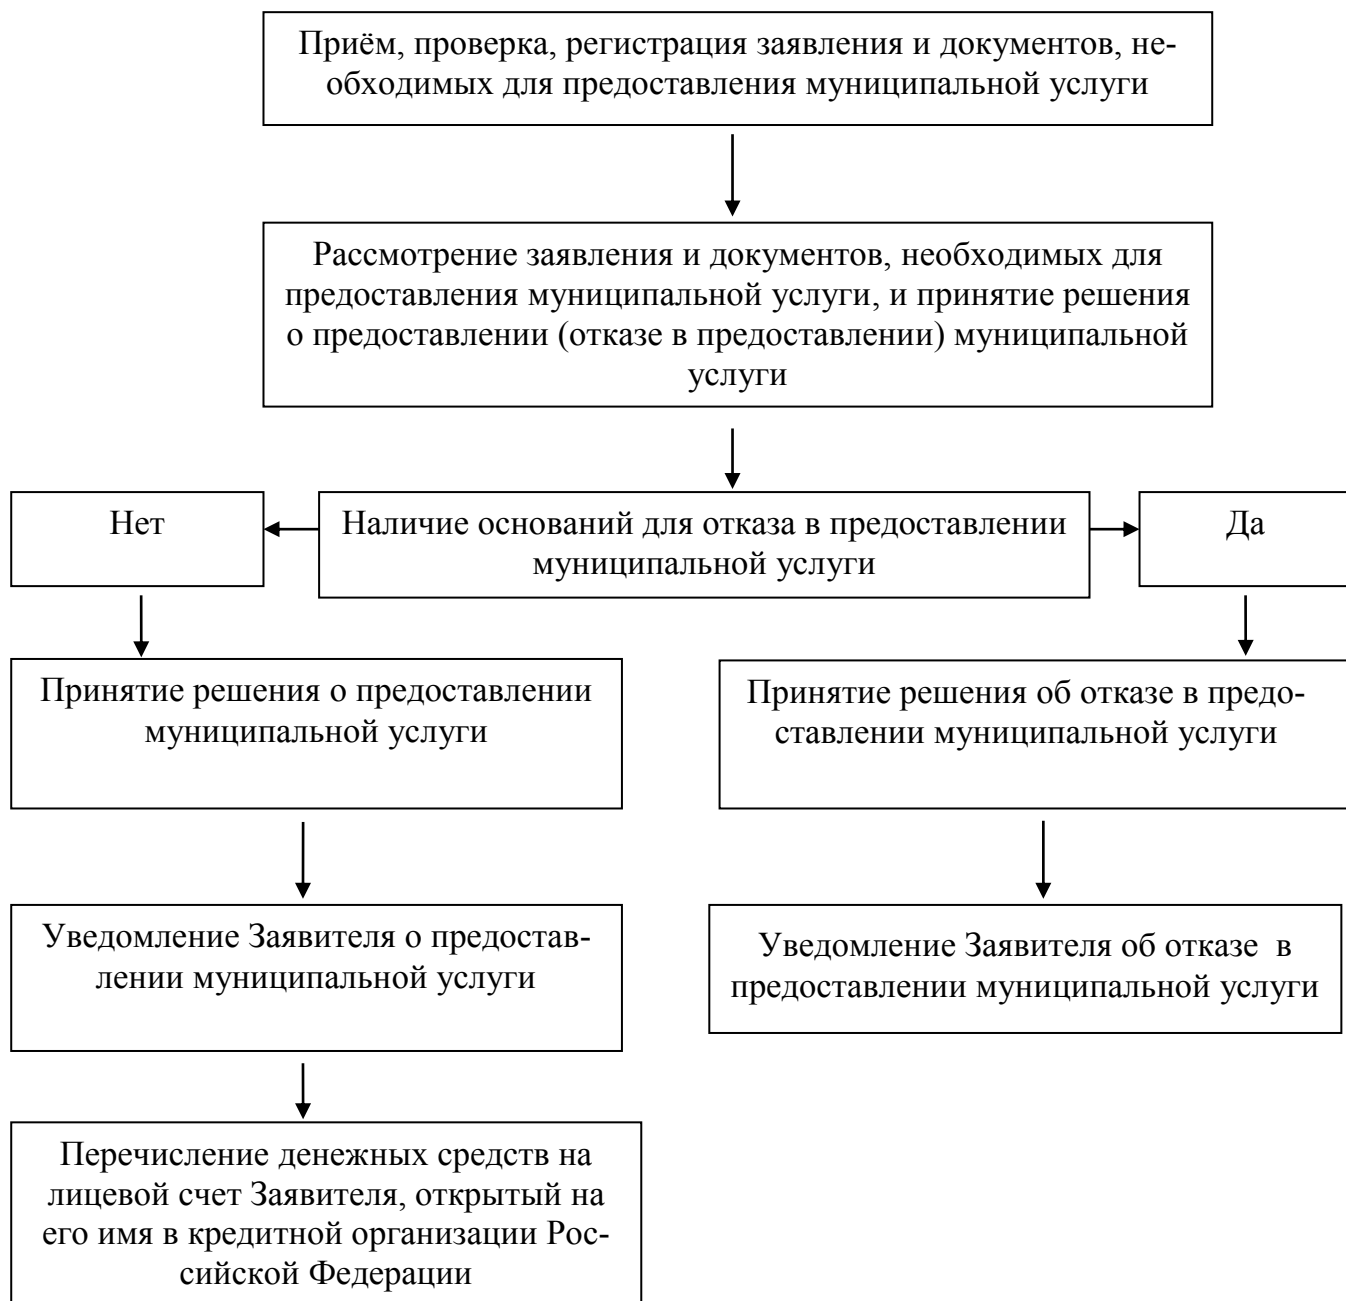 Приём, проверка, регистрация заявления и документов, не-
обходимых для предоставления муниципальной услуги
Рассмотрение заявления и документов, необходимых для
предоставления муниципальной услуги, и принятие решения
о предоставлении (отказе в предоставлении) муниципальной
услуги
Нет
Наличие оснований для отказа в предоставлении
муниципальной услуги
Да
Принятие решения о предоставлении
муниципальной услуги
Принятие решения об отказе в предо-
ставлении муниципальной услуги
Уведомление Заявителя о предостав-
лении муниципальной услуги
Уведомление Заявителя об отказе  в
предоставлении муниципальной услуги
Перечисление денежных средств на
лицевой счет Заявителя, открытый на
его имя в кредитной организации Рос-
сийской Федерации